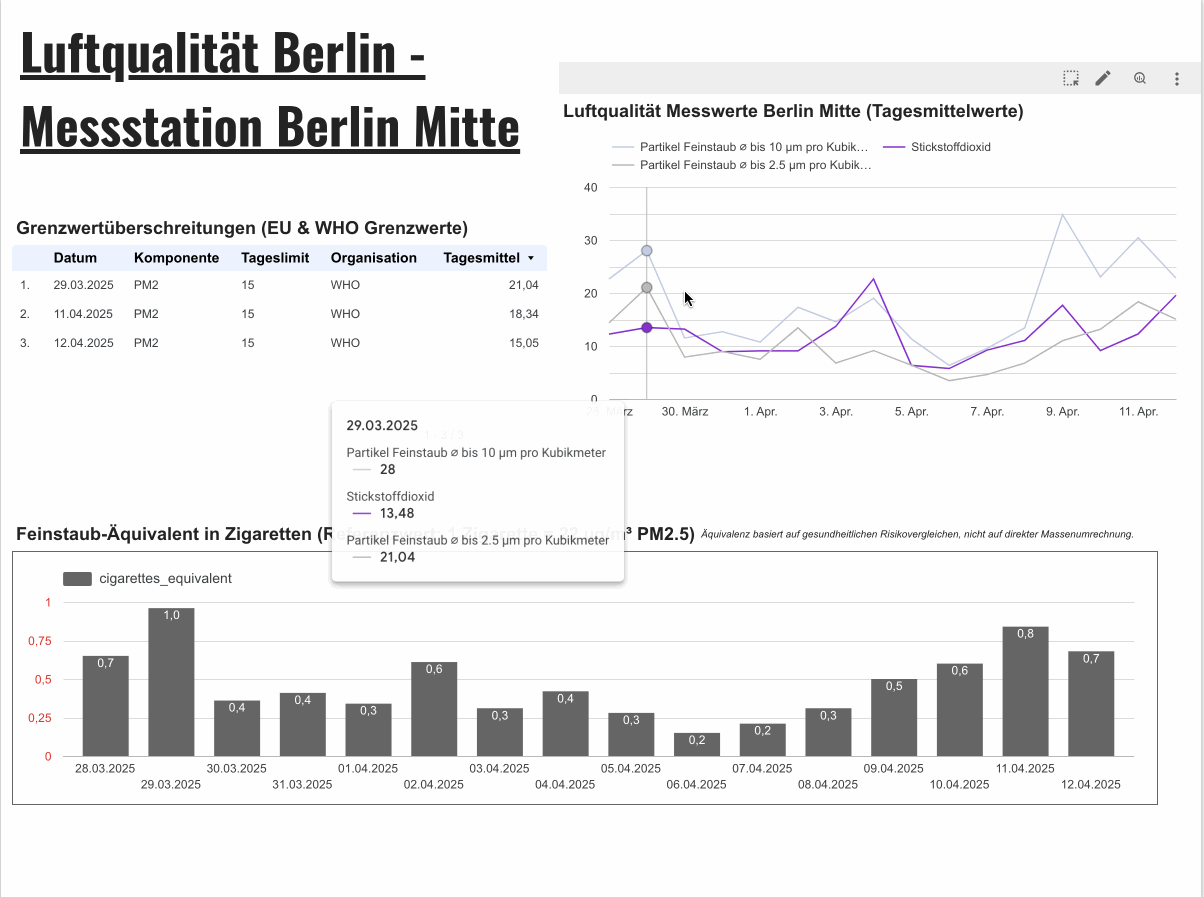 Luftqualität Berlin -
Messstation Berlin Mitte
Grenzwertüberschreitungen (EU & WHO Grenzwerte)
Datum Komponente Tageslimit Organisation Tagesmittel
1. 29.03.2025 PM2 15 WHO 21,04
2. 11.04.2025 PM2 15 WHO 18,34
3. 12.04.2025 PM2 15 WHO 15,05
Luftqualität Messwerte Berlin Mitte (Tagesmittelwerte)
Partikel Feinstaub ⌀ bis 10 µm pro Kubik… Stickstoffdioxid
Partikel Feinstaub ⌀ bis 2.5 µm pro Kubik…
40
30
20
10
0
28. März 30. März 1. Apr. 3. Apr. 5. Apr. 7. Apr. 9. Apr. 11. Apr.
29.03.2025
Partikel Feinstaub ⌀ bis 10 µm pro Kubikmeter
28
Stickstoffdioxid
13,48
Partikel Feinstaub ⌀ bis 2.5 µm pro Kubikmeter
21,04
Feinstaub-Äquivalent in Zigaretten (Referenzwert: 1 Zigarette = 22 µg/m³ PM2.5) Äquivalenz basiert auf gesundheitlichen Risikovergleichen, nicht auf direkter Massenumrechnung.
cigarettes_equivalent
1
0,75
0,5
0,25
0
0,7 1,0 0,4 0,4 0,3 0,6 0,3 0,4 0,3 0,2 0,2 0,3 0,5 0,6 0,8 0,7
28.03.2025 30.03.2025 01.04.2025 03.04.2025 05.04.2025 07.04.2025 09.04.2025 11.04.2025
29.03.2025 31.03.2025 02.04.2025 04.04.2025 06.04.2025 08.04.2025 10.04.2025 12.04.2025